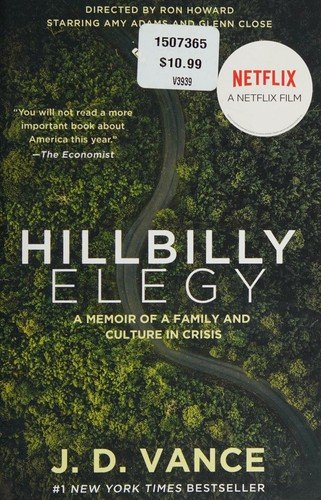 DIRECTED BY RON HOWARD
STARRING AMY ADAMS AND GLENN CLOSE
1507365
$10.99
V3939
NETFLIX
A NETFLIX FILM
"You will not read a more
important book about
America this year."
—The Economist
HILLBILLY
ELEGY
A MEMOIR OF A FAMILY AND
CULTURE IN CRISIS
J. D. VANCE
#1 NEW YORK TIMES BESTSELLER